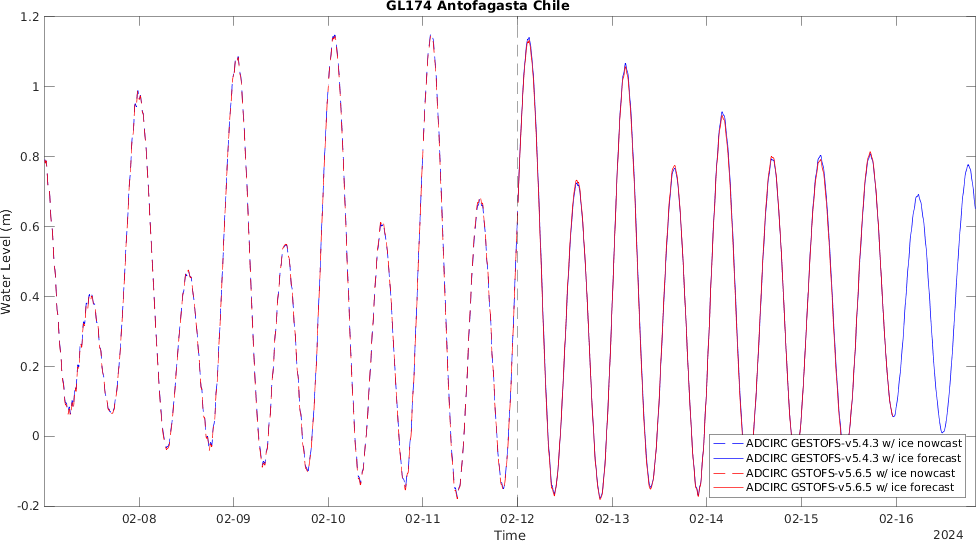 GL174 Antofagasta Chile
1.2
1
0.8
0.6
0.4
0.2
0
-0.2
Water Level (m)
02-08 02-09 02-10 02-11 02-12 02-13 02-14 02-15 02-16
Time
2024
ADCIRC GESTOFS-v5.4.3 w/ ice nowcast
ADCIRC GESTOFS-v5.4.3 w/ ice forecast
ADCIRC GSTOFS-v5.6.5 w/ ice nowcast
ADCIRC GSTOFS-v5.6.5 w/ ice forecast